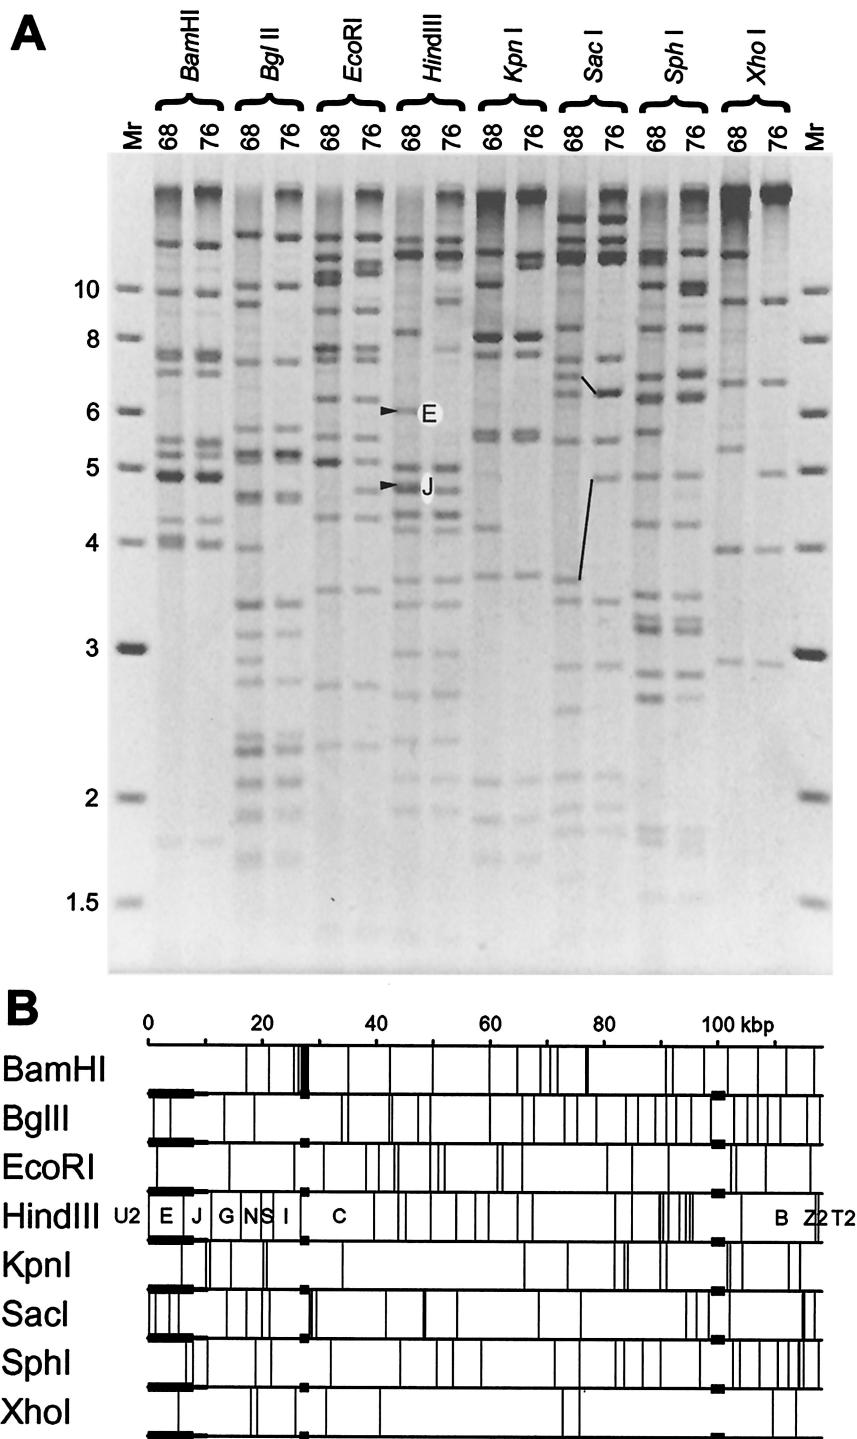 A
BamHI Bgl II EcoRI HindIII Kpn I Sac I Sph I Xho I
Mr 68 76 68 76 68 76 68 76 68 76 68 76 68 76 68 76 Mr
10
8
6
E
5
J
4
3
2
1.5
B
0 20 40 60 80 100 kbp
BamHI
BglII
EcoRI
HindIII U2 E J G N S I C B Z2 T2
KpnI
SacI
SphI
XhoI